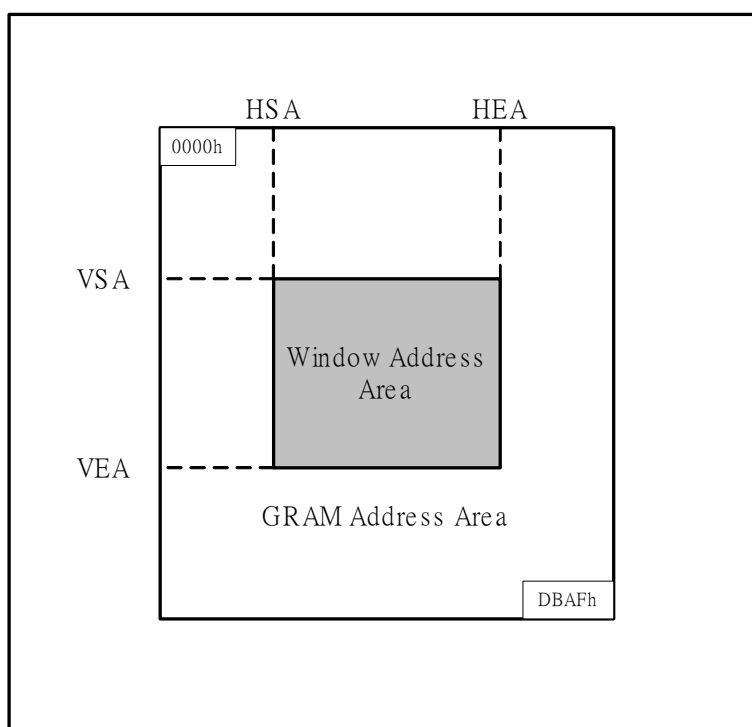 HSA HEA
0000h
VSA
Window Address
Area
VEA
GRAM Address Area
DBAFh